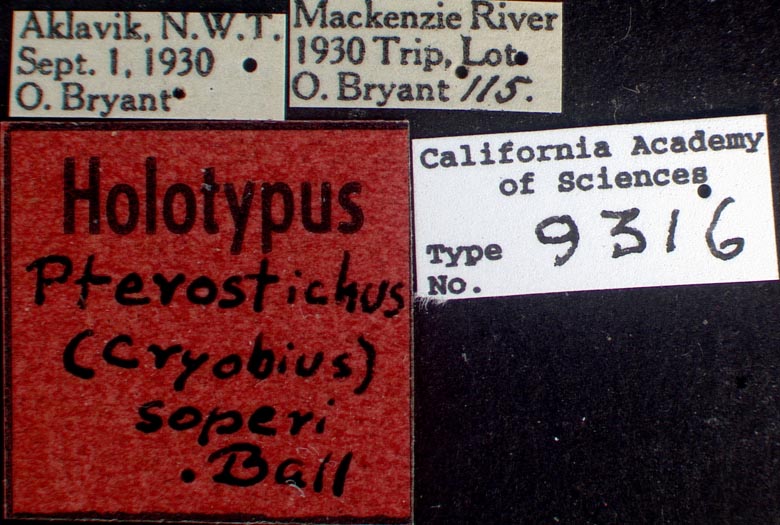 Aklavik, N.W.T.
Sept. 1, 1930
O. Bryant
Mackenzie River
1930 Trip, Lot
O. Bryant 115.
Holotypus
Pterostichus
(Cryobius)
soperi
Ball
California Academy
of Sciences
Type
No. 9316